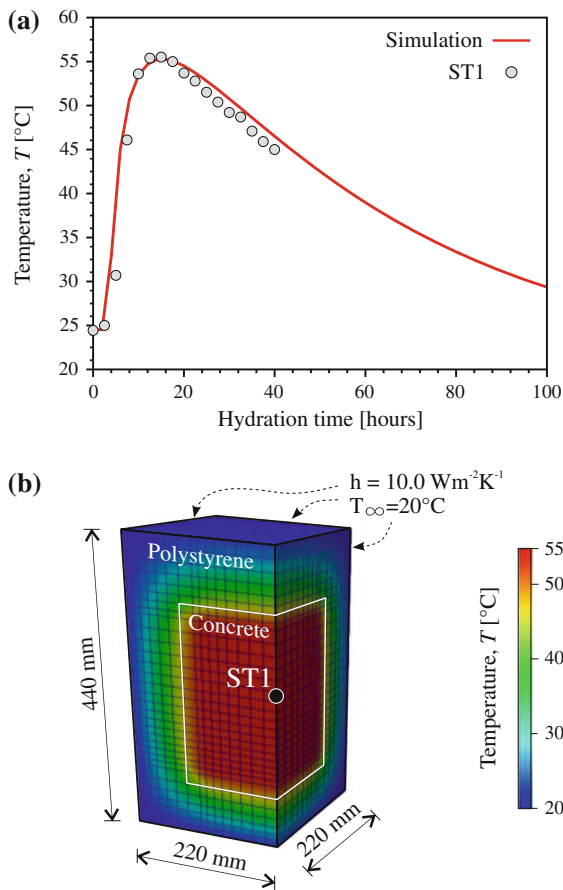 (a)
60
55
50
45
40
35
30
25
20
Temperature, T [°C]
Simulation
ST1
0 20 40 60 80 100
Hydration time [hours]
(b)
h = 10.0 Wm⁻²K⁻¹
T∞=20°C
Polystyrene
Concrete
ST1
440 mm
220 mm
220 mm
Temperature, T [°C]
55
50
40
30
20